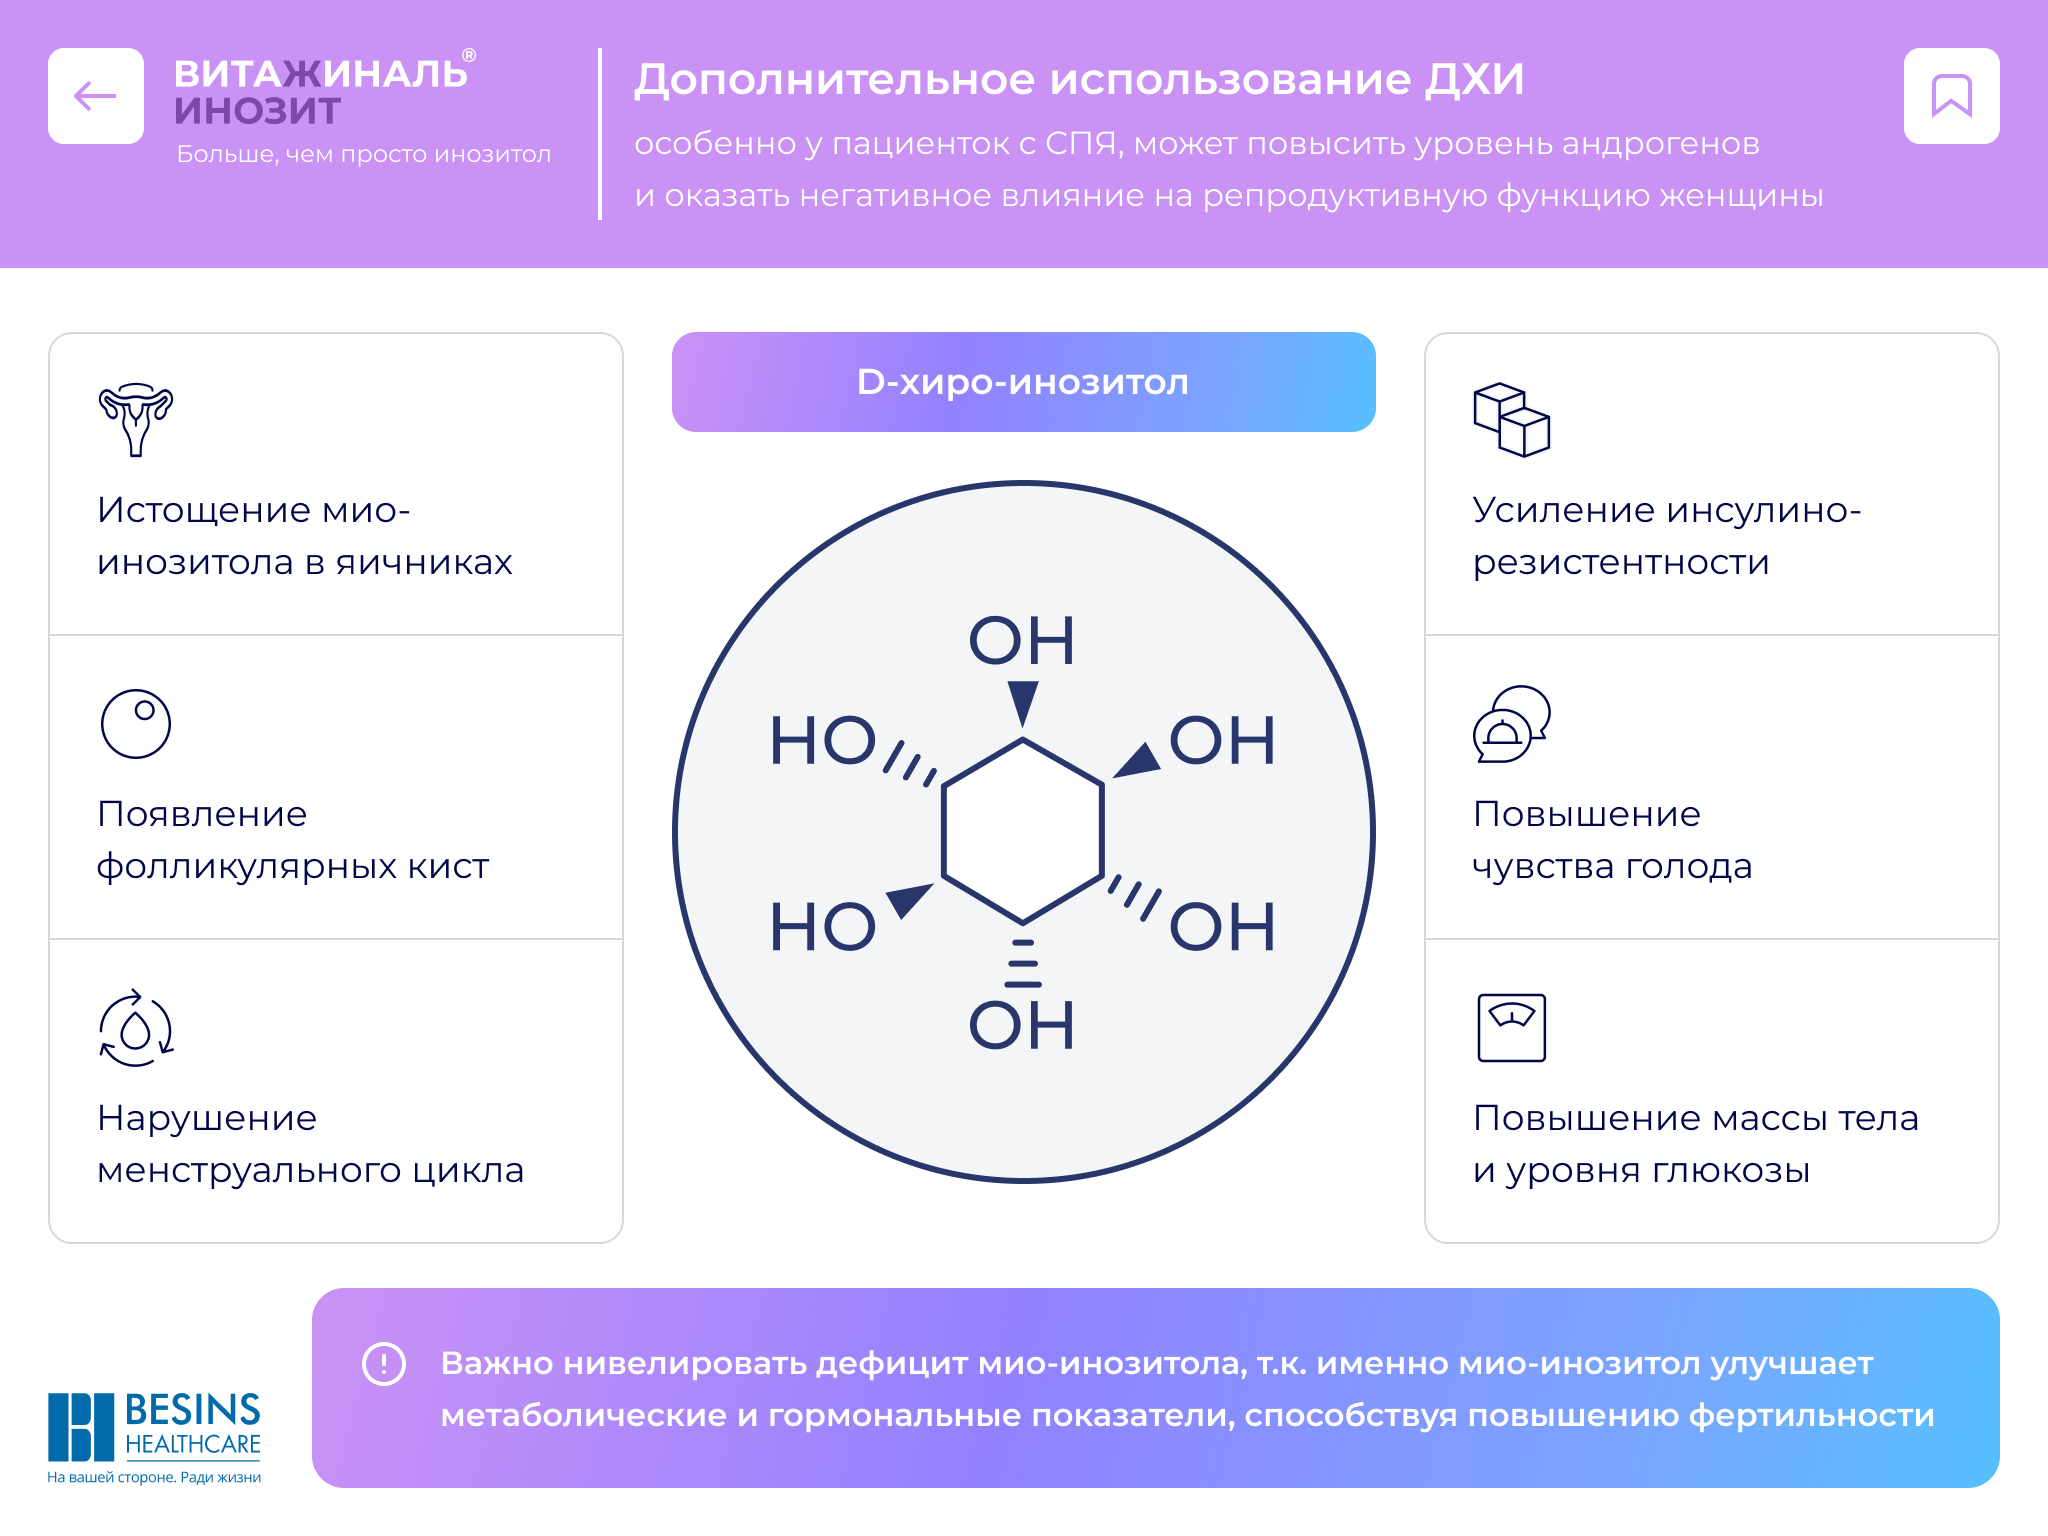 ВИТАЖИНАЛЬ®
ИНОЗИТ
Больше, чем просто инозитол
Дополнительное использование ДХИ
особенно у пациенток с СПЯ, может повысить уровень андрогенов
и оказать негативное влияние на репродуктивную функцию женщины
Истощение мио-
инозитола в яичниках
Появление
фолликулярных кист
Нарушение
менструального цикла
D-хиро-инозитол
OH
HO
OH
HO
OH
OH
Усиление инсулино-
резистентности
Повышение
чувства голода
Повышение массы тела
и уровня глюкозы
BESINS
HEALTHCARE
На вашей стороне. Ради жизни
Важно нивелировать дефицит мио-инозитола, т.к. именно мио-инозитол улучшает
метаболические и гормональные показатели, способствуя повышению фертильности